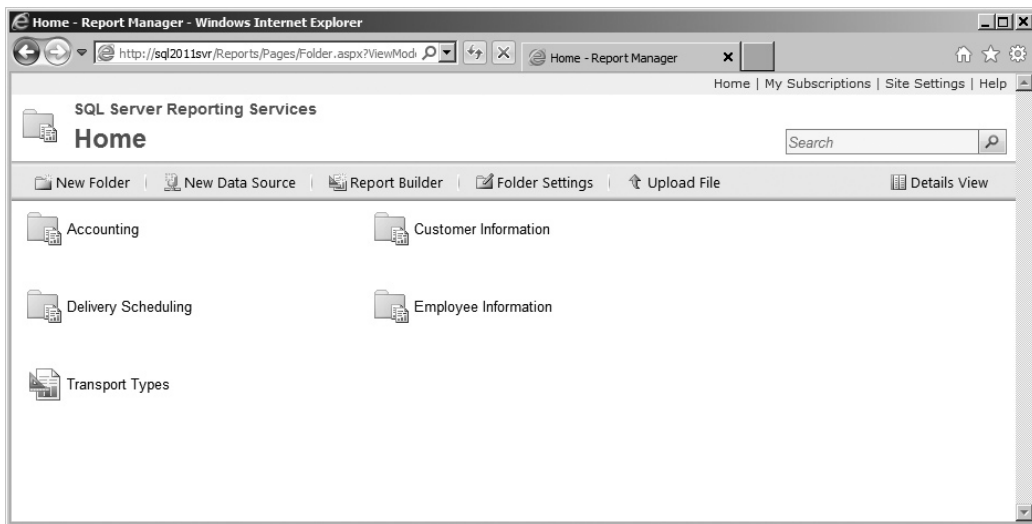 Home - Report Manager - Windows Internet Explorer
http://sql2011svr/Reports/Pages/Folder.aspx?ViewMod
Home - Report Manager
Home | My Subscriptions | Site Settings | Help
SQL Server Reporting Services
Home
Search
New Folder | New Data Source | Report Builder | Folder Settings | Upload File
Details View
Accounting
Customer Information
Delivery Scheduling
Employee Information
Transport Types